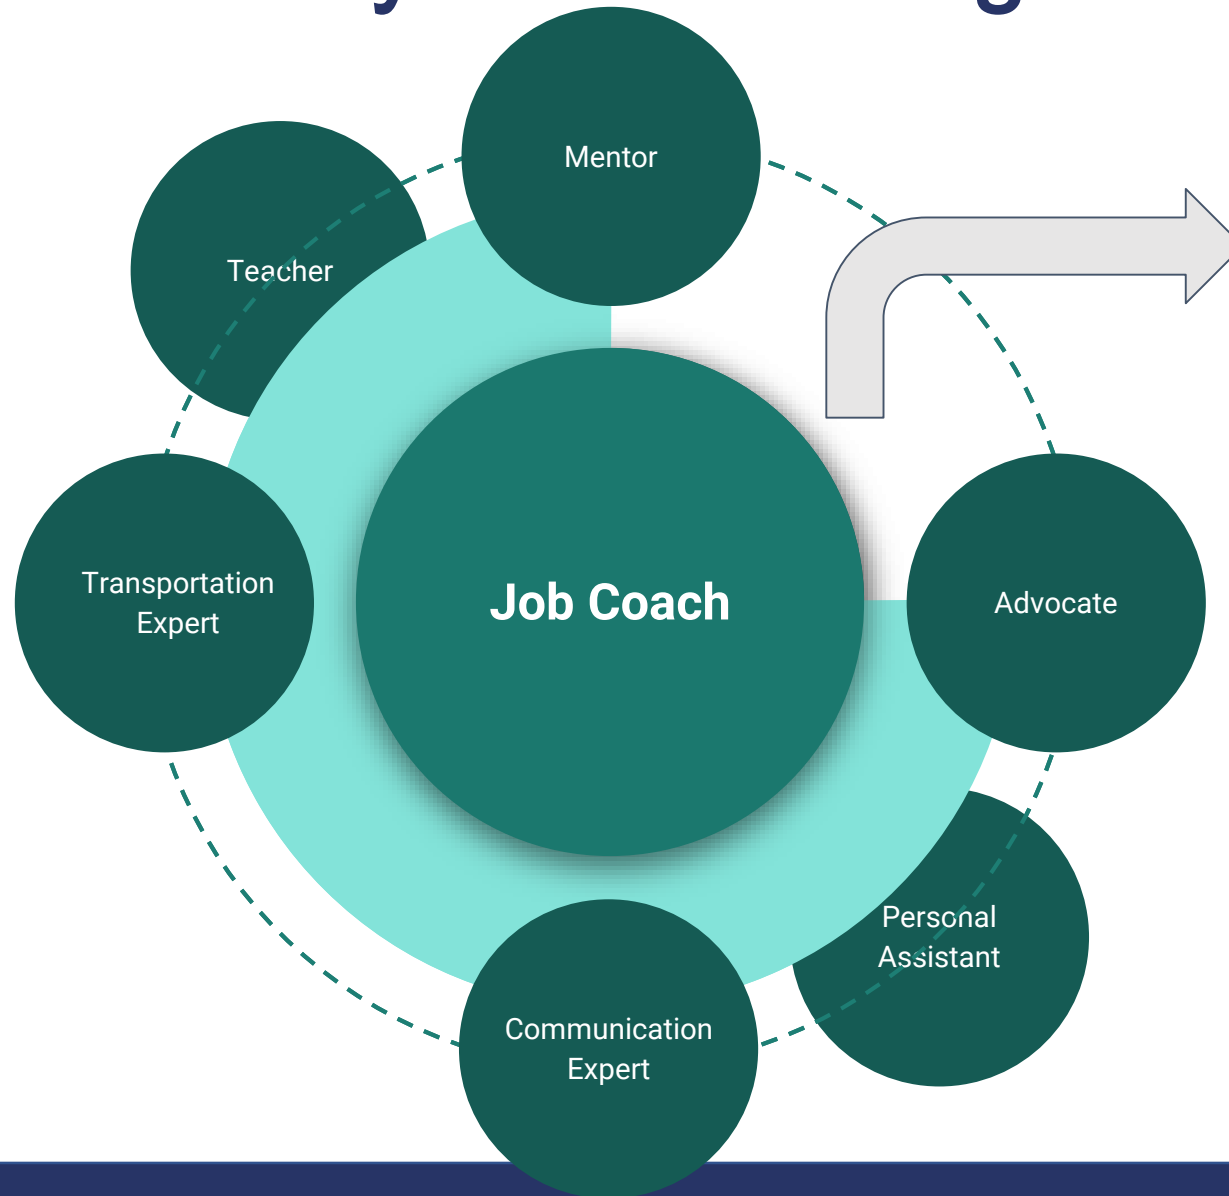 Mentor
Teacher
Transportation
Expert
Job Coach
Advocate
Personal
Assistant
Communication
Expert